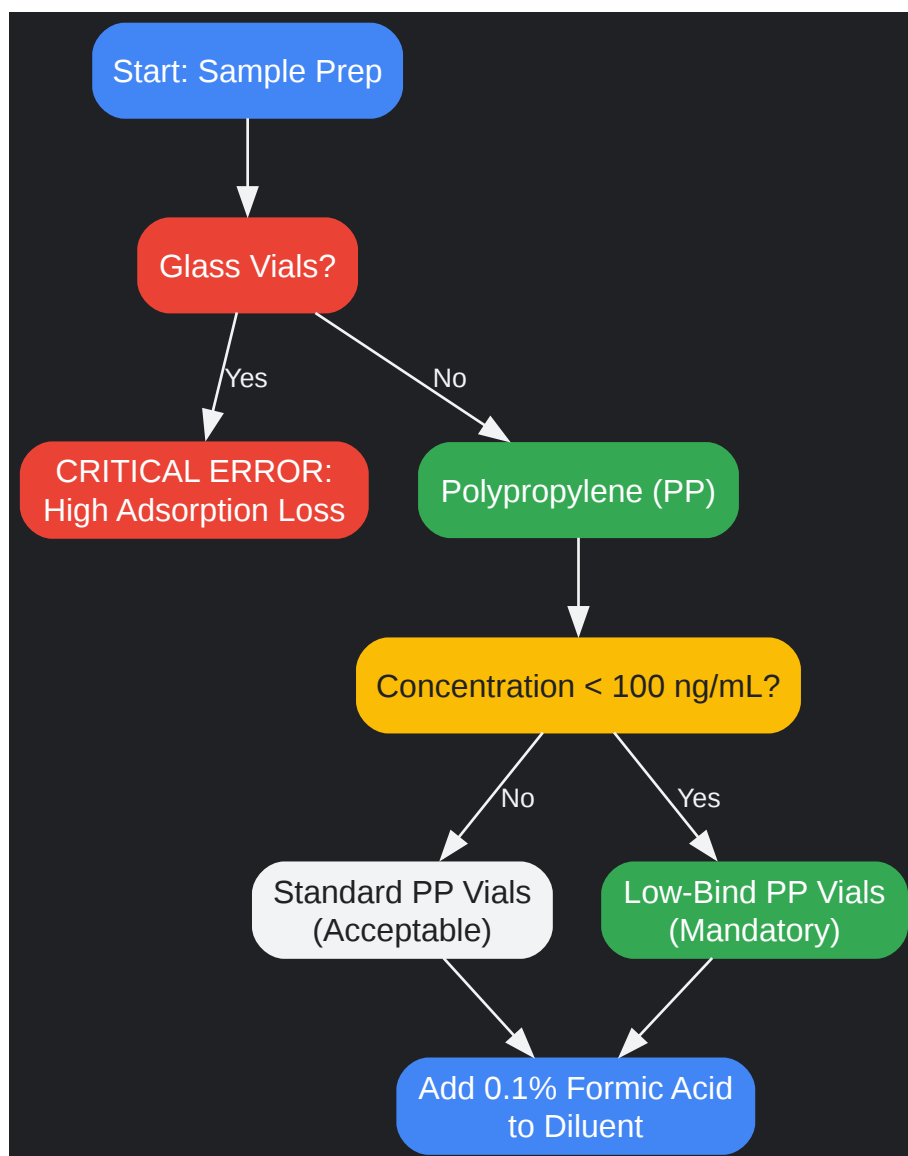 Start: Sample Prep
Glass Vials?
Yes
No
CRITICAL ERROR:
High Adsorption Loss
Polypropylene (PP)
Concentration < 100 ng/mL?
No
Yes
Standard PP Vials
(Acceptable)
Low-Bind PP Vials
(Mandatory)
Add 0.1% Formic Acid
to Diluent